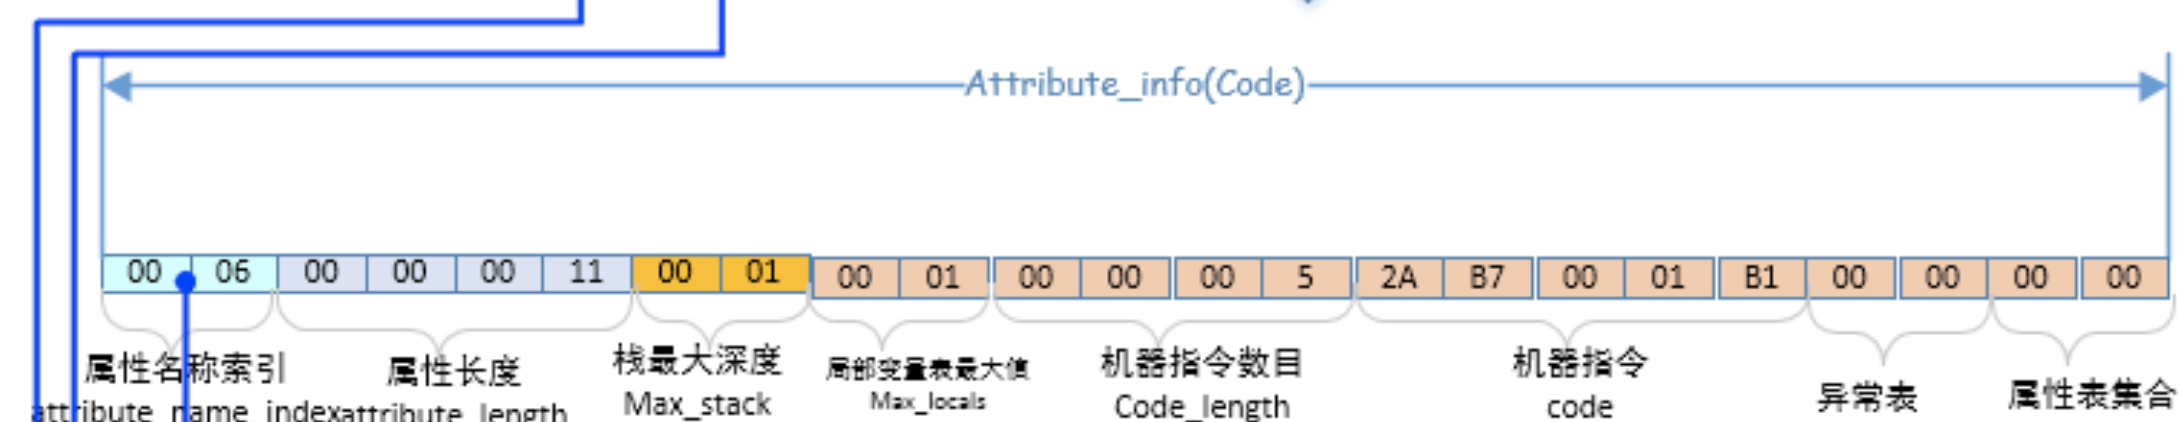 Attribute_info(Code)
00 06 00 00 00 11 00 01 00 01 00 00 00 5 2A B7 00 01 B1 00 00 00 00
属性名称索引 属性长度 栈最大深度 局部变量表最大值 机器指令数目 机器指令 异常表 属性表集合
attribute_name_index attribute_length Max_stack Max_locals Code_length code